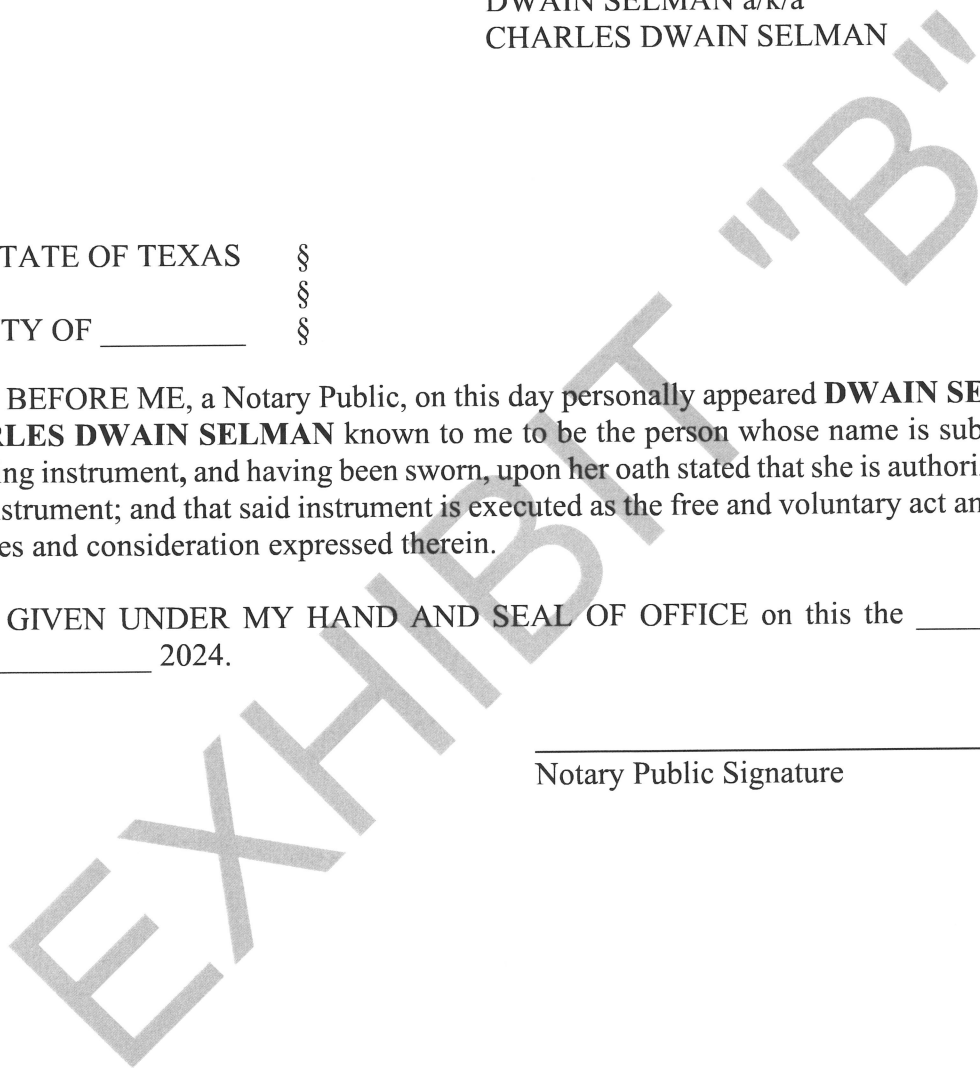 DWAIN SELMAN a/k/a
CHARLES DWAIN SELMAN
TATE OF TEXAS §
§
TY OF __________ §
BEFORE ME, a Notary Public, on this day personally appeared DWAIN SE
RLES DWAIN SELMAN known to me to be the person whose name is sub
ing instrument, and having been sworn, upon her oath stated that she is authori
strument; and that said instrument is executed as the free and voluntary act an
es and consideration expressed therein.
GIVEN UNDER MY HAND AND SEAL OF OFFICE on this the ____
__________ 2024.
Notary Public Signature
EXHIBIT "B"